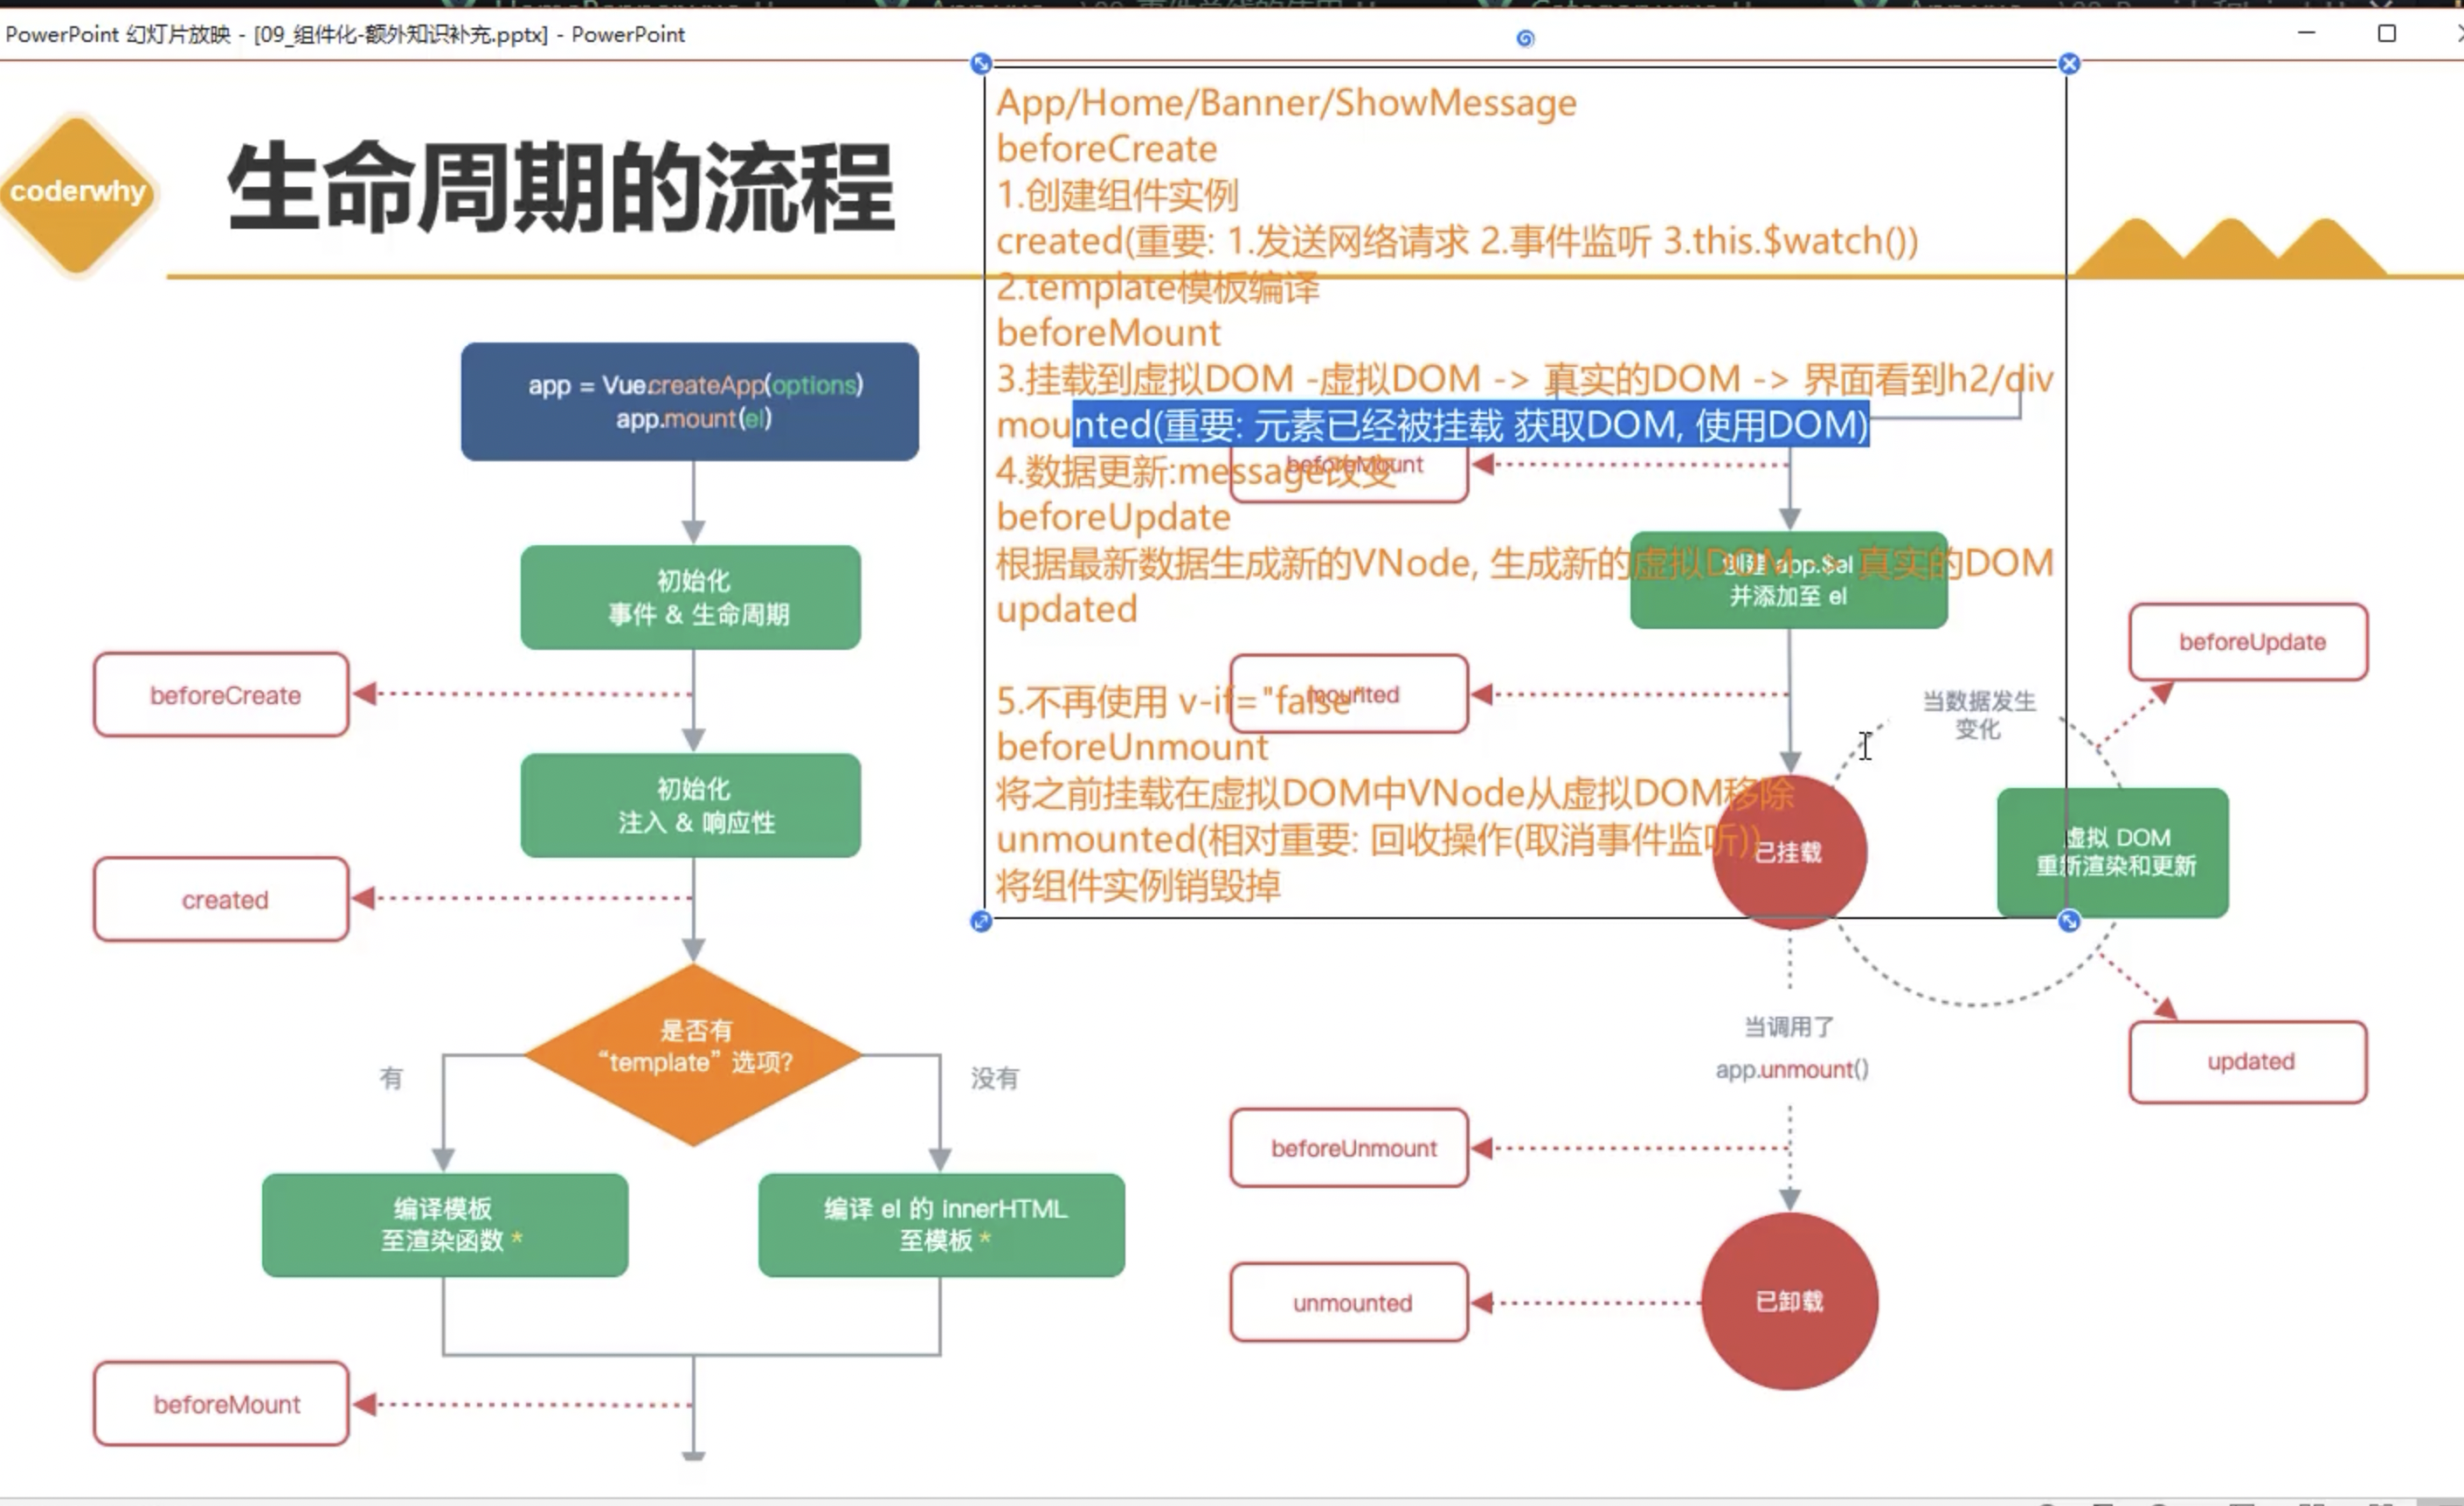 PowerPoint 幻灯片放映 - [09_组件化-额外知识补充.pptx] - PowerPoint
coderwhy
生命周期的流程
App/Home/Banner/ShowMessage
beforeCreate
1.创建组件实例
created(重要: 1.发送网络请求 2.事件监听 3.this.$watch())
2.template模板编译
beforeMount
3.挂载到虚拟DOM -虚拟DOM -> 真实的DOM -> 界面看到h2/div
mounted(重要: 元素已经被挂载 获取DOM, 使用DOM)
4.数据更新:message改变
beforeUpdate
根据最新数据生成新的VNode, 生成新的虚拟DOM 真实的DOM
updated
5.不再使用 v-if="false"
beforeUnmount
将之前挂载在虚拟DOM中VNode从虚拟DOM移除
unmounted(相对重要: 回收操作(取消事件监听))
将组件实例销毁掉
app = Vue.createApp(options)
app.mount(el)
初始化
事件 & 生命周期
beforeCreate
初始化
注入 & 响应性
created
是否有
“template” 选项?
有
没有
编译模板
至渲染函数 *
编译 el 的 innerHTML
至模板 *
beforeMount
beforeMount
创建 app.$el
并添加至 el
mounted
已挂载
当数据发生
变化
beforeUpdate
虚拟 DOM
重新渲染和更新
updated
当调用了
app.unmount()
beforeUnmount
已卸载
unmounted